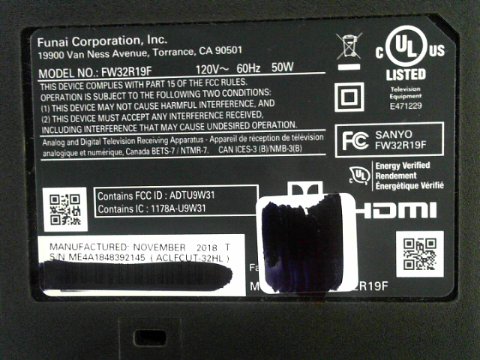 Funai Corporation, Inc.
19900 Van Ness Avenue, Torrance, CA 90501
MODEL NO.: FW32R19F 120V~ 60Hz 50W
THIS DEVICE COMPLIES WITH PART 15 OF THE FCC RULES.
OPERATION IS SUBJECT TO THE FOLLOWING TWO CONDITIONS:
(1) THIS DEVICE MAY NOT CAUSE HARMFUL INTERFERENCE, AND
(2) THIS DEVICE MUST ACCEPT ANY INTERFERENCE RECEIVED,
INCLUDING INTERFERENCE THAT MAY CAUSE UNDESIRED OPERATION.
Analog and Digital Television Receiving Apparatus - Appareil de réception de télévision
analogique et numérique, Canada BETS-7 / NTMR-7. CAN ICES-3 (B)/NMB-3(B)
C UL US
LISTED
Television
Equipment
E471229
FC SANYO
FW32R19F
Energy Verified
Rendement
Énergétique Vérifié
Contains FCC ID : ADTU9W31
Contains IC : 1178A-U9W31
HDMI
MANUFACTURED: NOVEMBER 2018 T
S/N ME4A1848392145 (ACLFCUT-32HL)
Fa
M
2R19F